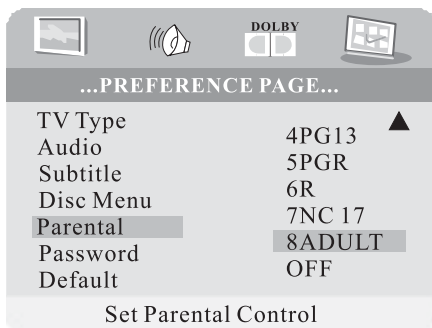 DOLBY
...PREFERENCE PAGE...
TV Type
Audio
Subtitle
Disc Menu
Parental
Password
Default
4PG13
5PGR
6R
7NC 17
8ADULT
OFF
Set Parental Control